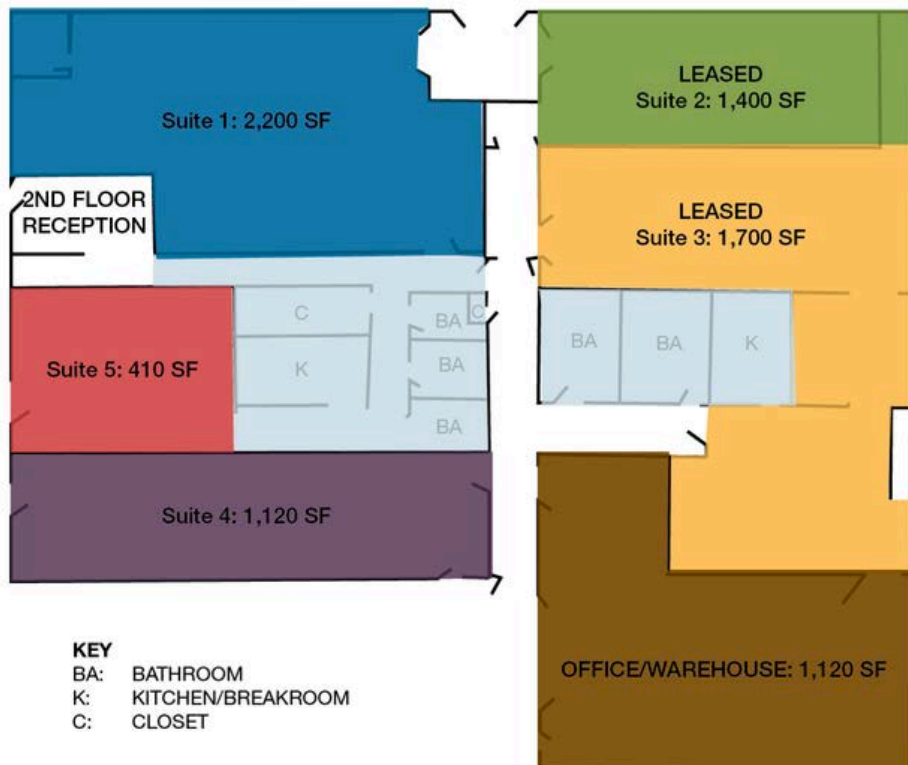 LEASED
Suite 2: 1,400 SF
Suite 1: 2,200 SF
2ND FLOOR
RECEPTION
LEASED
Suite 3: 1,700 SF
C
C
BA
BA
BA
K
Suite 5: 410 SF
K
BA
BA
Suite 4: 1,120 SF
OFFICE/WAREHOUSE: 1,120 SF
KEY
BA: BATHROOM
K: KITCHEN/BREAKROOM
C: CLOSET